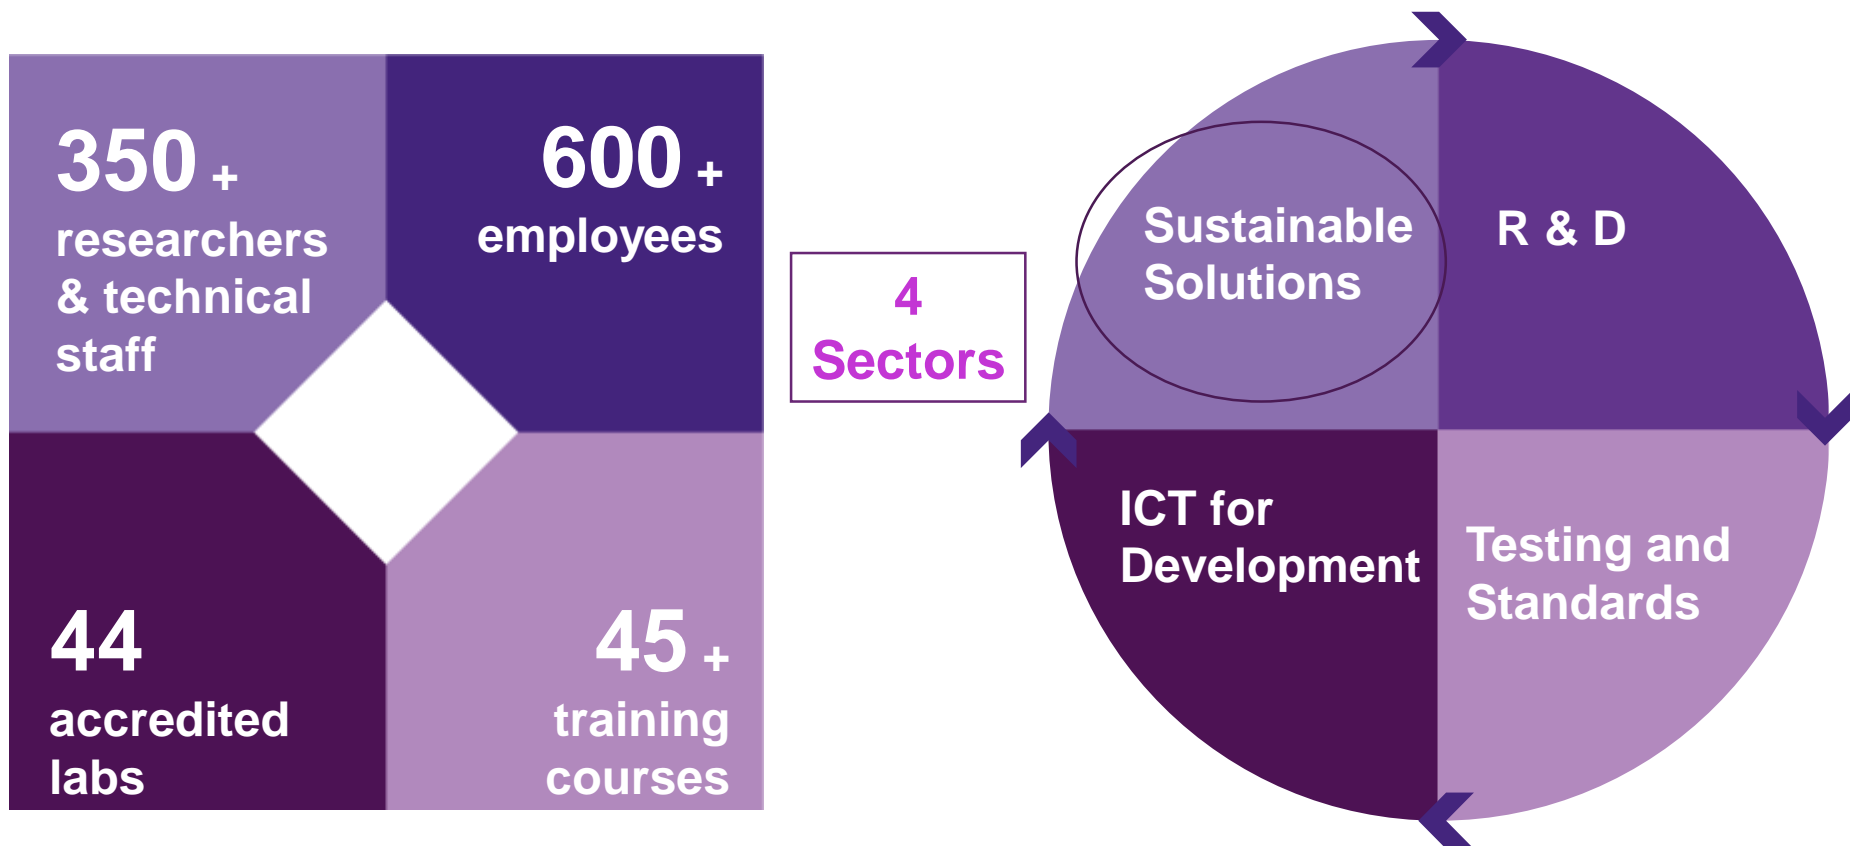 350 +
researchers
& technical
staff
600 +
employees
44
accredited
labs
45 +
training
courses
4
Sectors
Sustainable
Solutions
R & D
ICT for
Development
Testing and
Standards